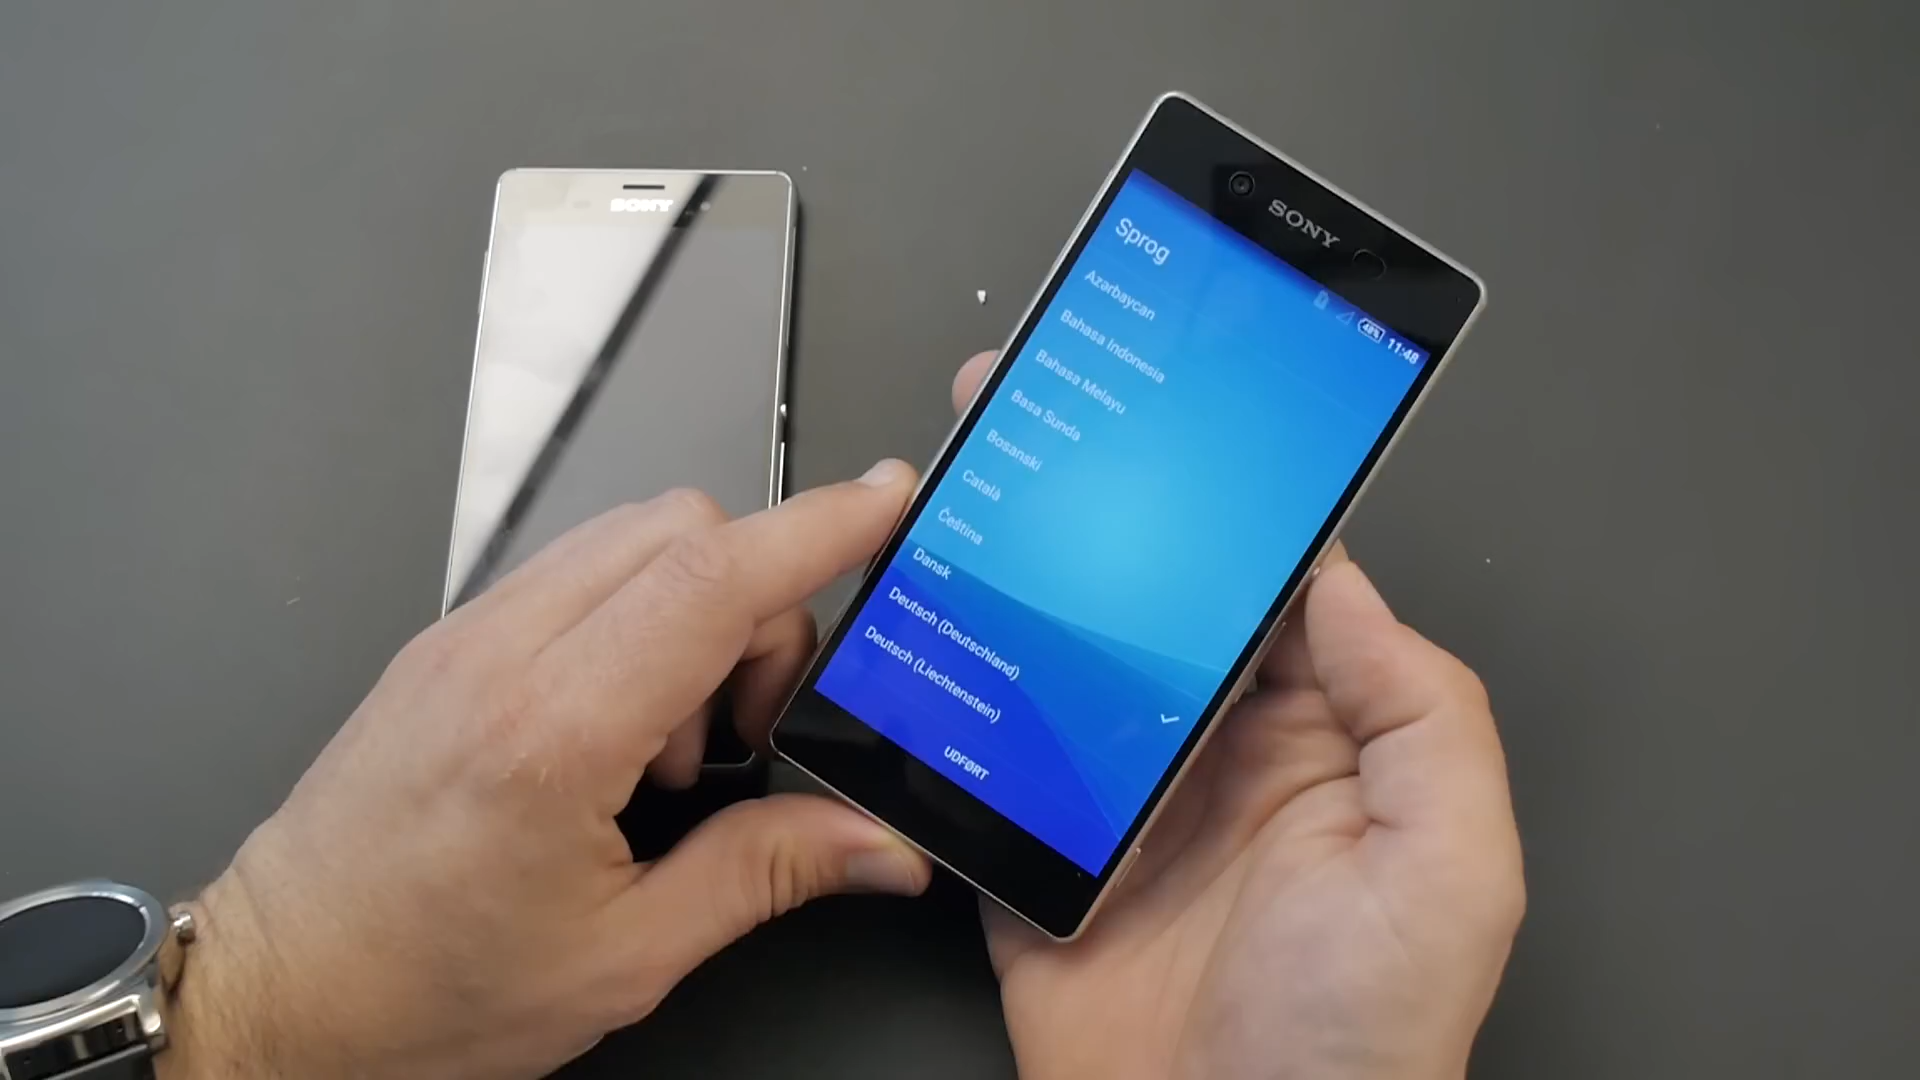 SONY
SONY
48% 11:48
Sprog
Azərbaycan
Bahasa Indonesia
Bahasa Melayu
Basa Sunda
Bosanski
Català
Čeština
Dansk
Deutsch (Deutschland)
Deutsch (Liechtenstein)
UDFØRT